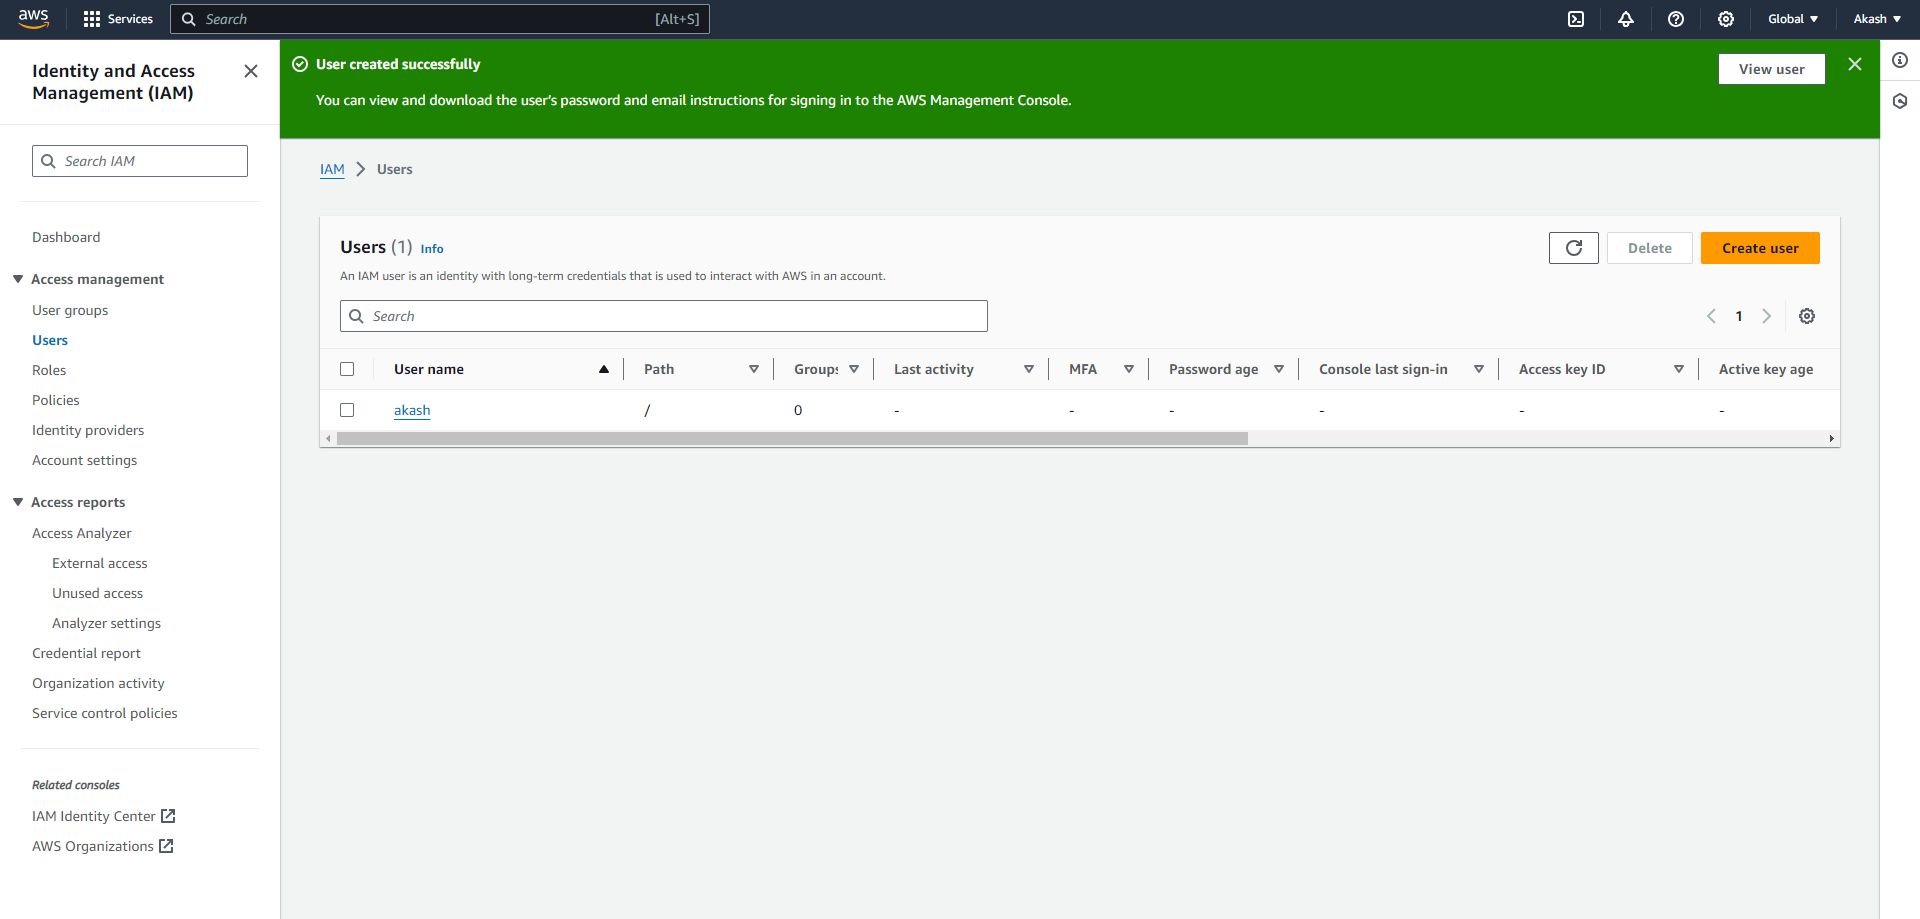 aws
Services
Search
[Alt+S]
Global
Akash
Identity and Access
Management (IAM)
Search IAM
Dashboard
Access management
User groups
Users
Roles
Policies
Identity providers
Account settings
Access reports
Access Analyzer
External access
Unused access
Analyzer settings
Credential report
Organization activity
Service control policies
Related consoles
IAM Identity Center
AWS Organizations
User created successfully
You can view and download the user's password and email instructions for signing in to the AWS Management Console.
View user
IAM
Users
Users (1) Info
An IAM user is an identity with long-term credentials that is used to interact with AWS in an account.
Delete
Create user
Search
1
User name Path Groups Last activity MFA Password age Console last sign-in Access key ID Active key age
akash / 0 - - - - - -